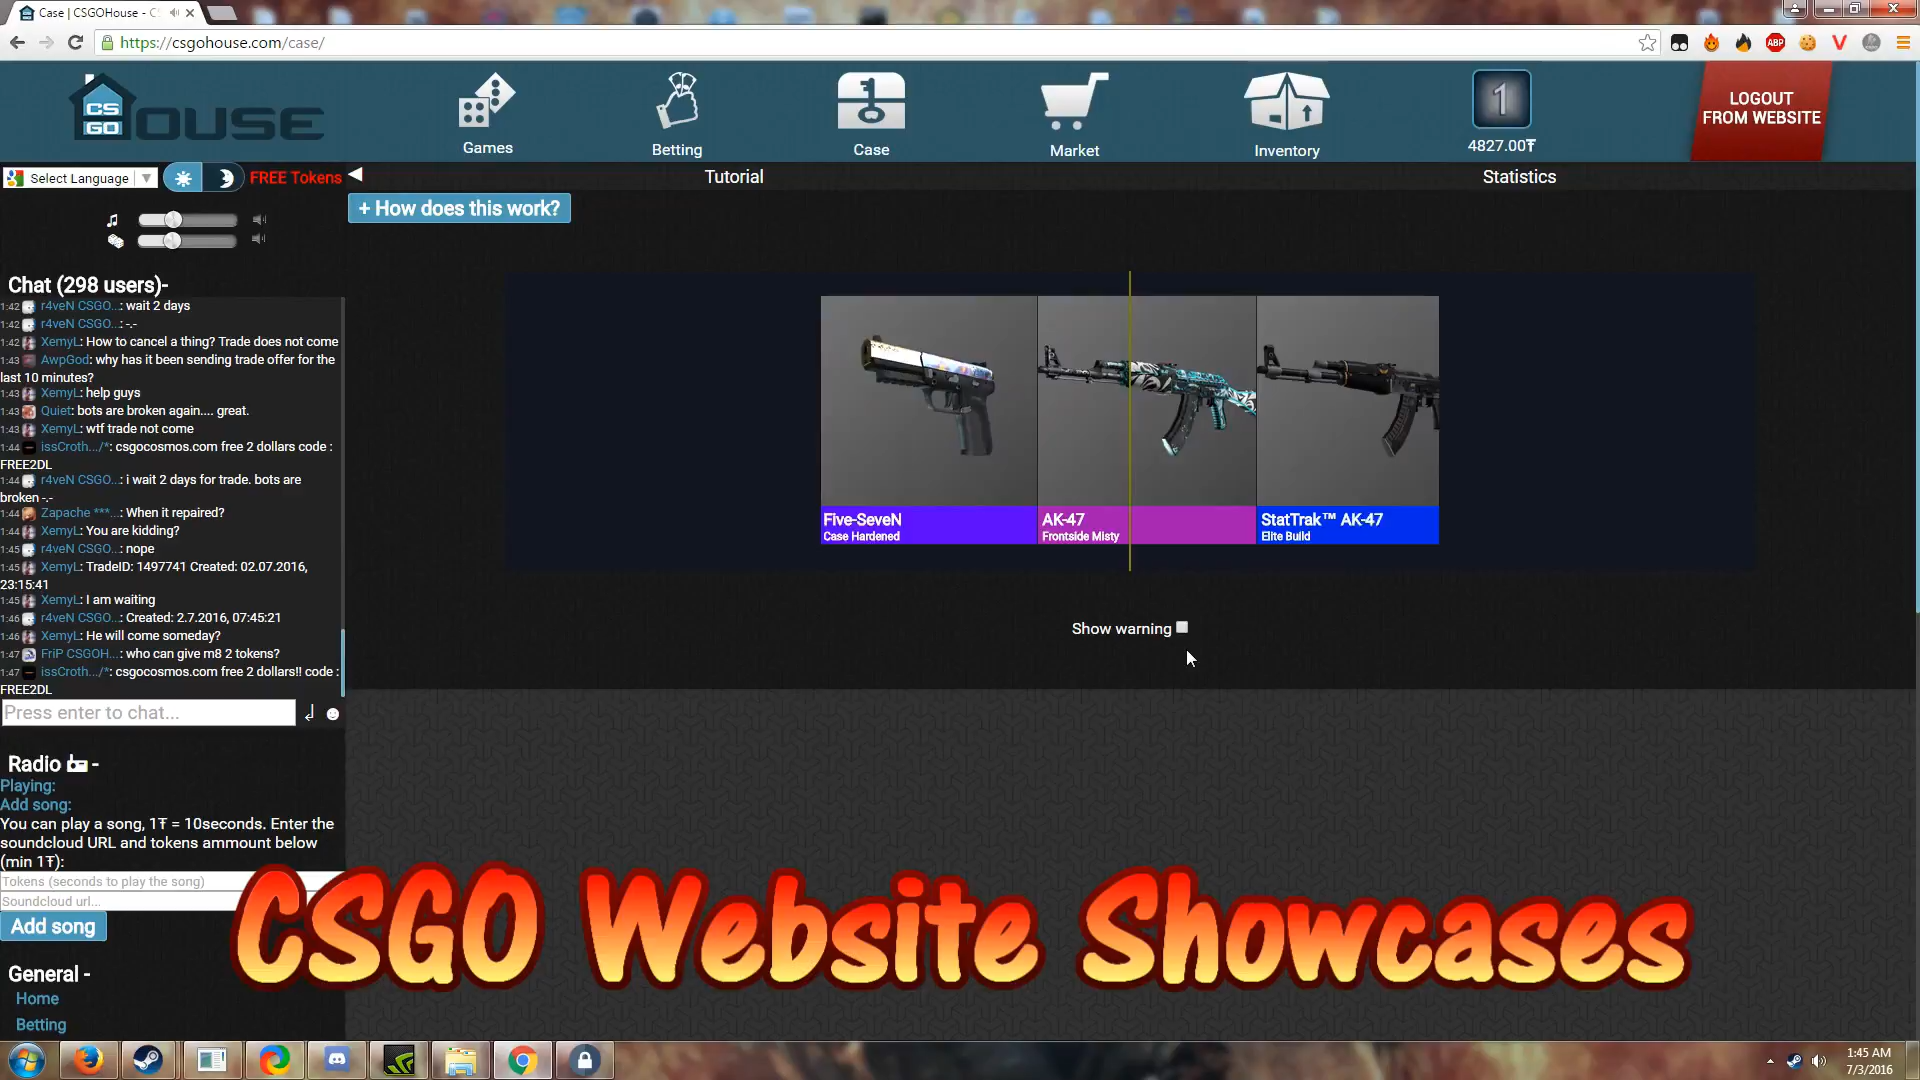 Case | CSGOHouse - C
https://csgohouse.com/case/
ABP
CS
GO
OUSE
Games
Betting
Case
Market
Inventory
1
4827.00Ŧ
LOGOUT
FROM WEBSITE
Select Language
FREE Tokens
Tutorial
Statistics
+ How does this work?
Chat (298 users)-
1:42 r4veN CSGO...: wait 2 days
1:42 r4veN CSGO...: -.-
1:42 XemyL: How to cancel a thing? Trade does not come
1:43 AwpGod: why has it been sending trade offer for the
last 10 minutes?
1:43 XemyL: help guys
1:43 Quiet: bots are broken again.... great.
1:43 XemyL: wtf trade not come
1:44 issCroth.../*: csgocosmos.com free 2 dollars code :
FREE2DL
1:44 r4veN CSGO...: i wait 2 days for trade. bots are
broken -.-
1:44 Zapache ***...: When it repaired?
1:44 XemyL: You are kidding?
1:45 r4veN CSGO...: nope
1:45 XemyL: TradeID: 1497741 Created: 02.07.2016,
23:15:41
1:45 XemyL: I am waiting
1:46 r4veN CSGO...: Created: 2.7.2016, 07:45:21
1:46 XemyL: He will come someday?
1:47 FriP CSGOH...: who can give m8 2 tokens?
1:47 issCroth.../*: csgocosmos.com free 2 dollars!! code :
FREE2DL
Press enter to chat...
Five-SeveN
Case Hardened
AK-47
Frontside Misty
StatTrak™ AK-47
Elite Build
Show warning
Radio -
Playing:
Add song:
You can play a song, 1Ŧ = 10seconds. Enter the
soundcloud URL and tokens ammount below
(min 1Ŧ):
Tokens (seconds to play the song)
Soundcloud url...
Add song
CSGO Website Showcases
General -
Home
Betting
1:45 AM
7/3/2016